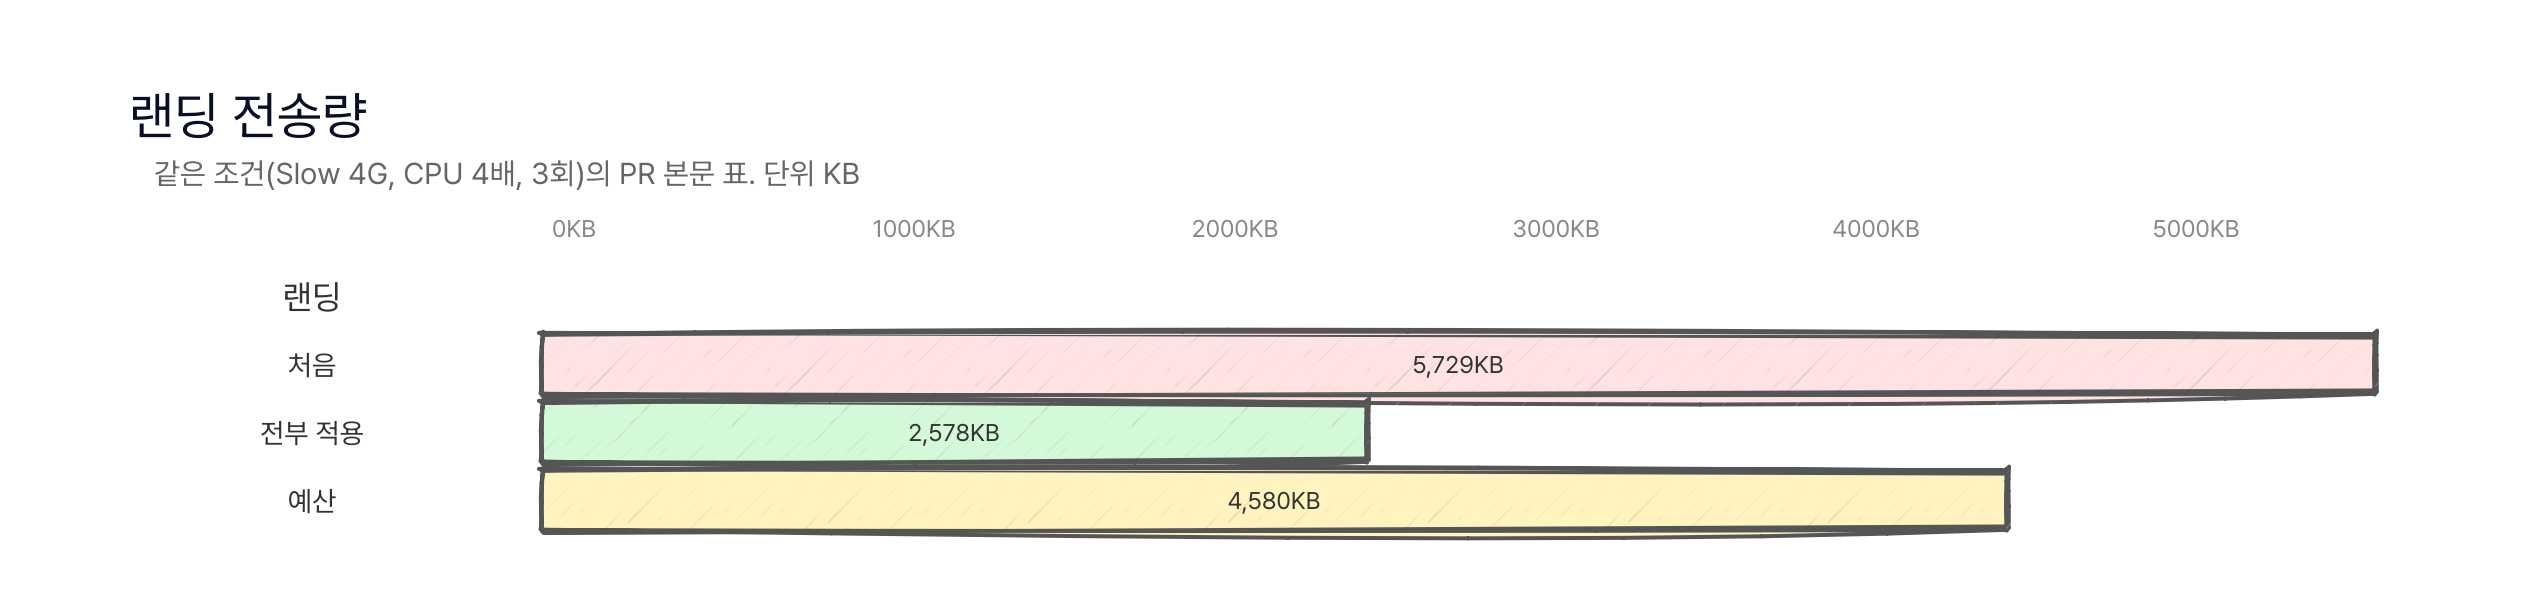 랜딩 전송량
같은 조건(Slow 4G, CPU 4배, 3회)의 PR 본문 표. 단위 KB
0KB 1000KB 2000KB 3000KB 4000KB 5000KB
랜딩
처음 5,729KB
전부 적용 2,578KB
예산 4,580KB